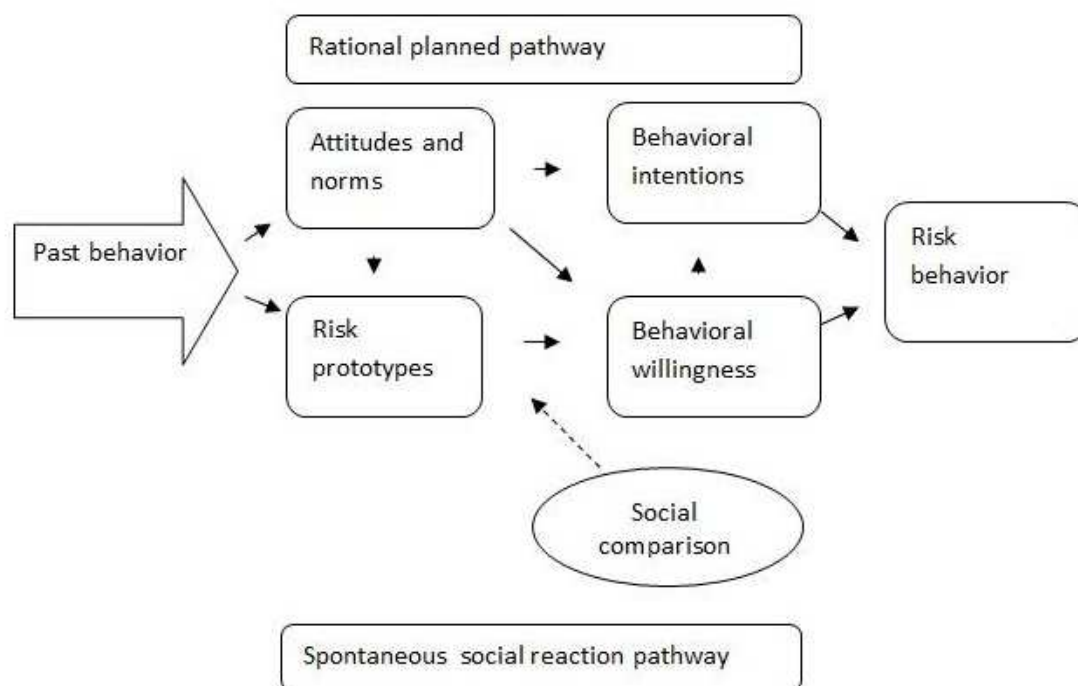 Rational planned pathway
Attitudes and
norms
Behavioral
intentions
Past behavior
Risk
behavior
Risk
prototypes
Behavioral
willingness
Social
comparison
Spontaneous social reaction pathway